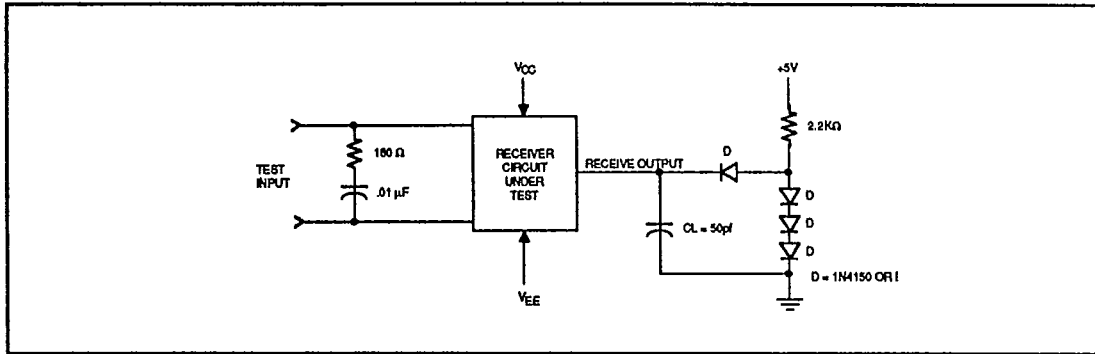 VCC
+5V
2.2KΩ
D
160 Ω
RECEIVER
CIRCUIT
UNDER
TEST
RECEIVE OUTPUT
TEST
INPUT
.01 µF
D
D
D
CL = 50pf
D = 1N4150 OR
VEE